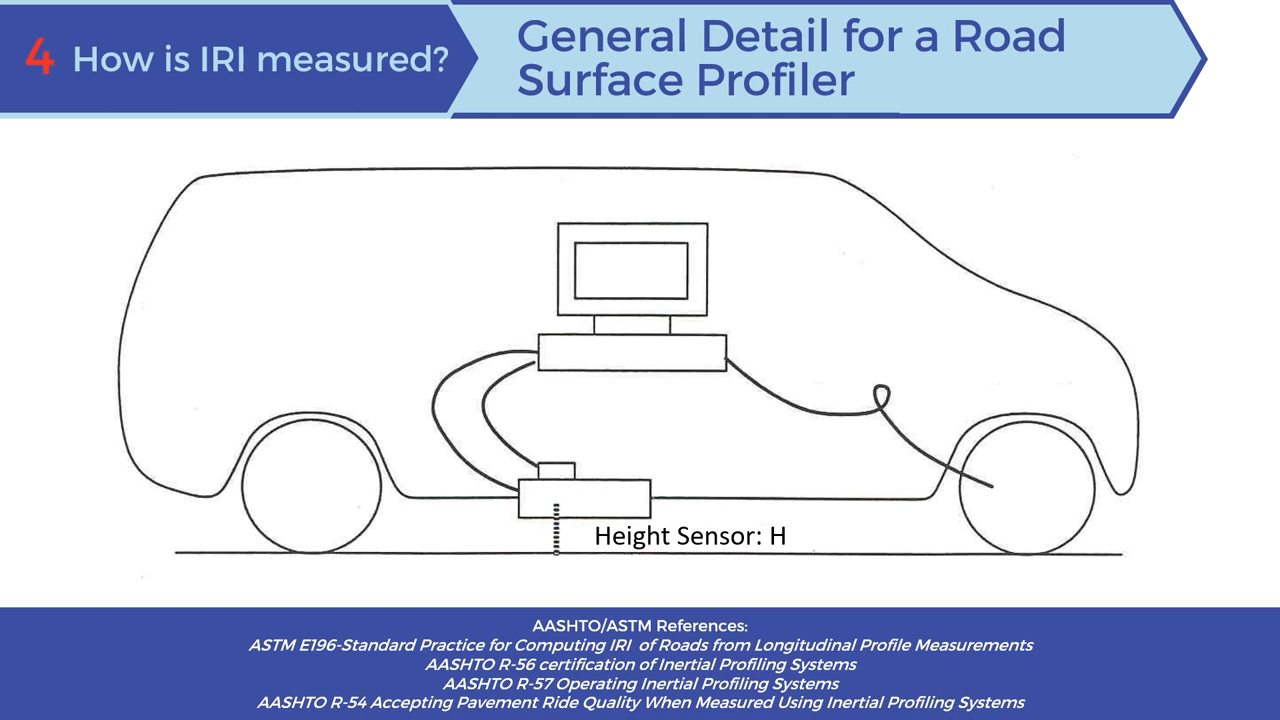 4 How is IRI measured?
General Detail for a Road
Surface Profiler
Height Sensor: H
AASHTO/ASTM References:
ASTM E196-Standard Practice for Computing IRI of Roads from Longitudinal Profile Measurements
AASHTO R-56 certification of Inertial Profiling Systems
AASHTO R-57 Operating Inertial Profiling Systems
AASHTO R-54 Accepting Pavement Ride Quality When Measured Using Inertial Profiling Systems